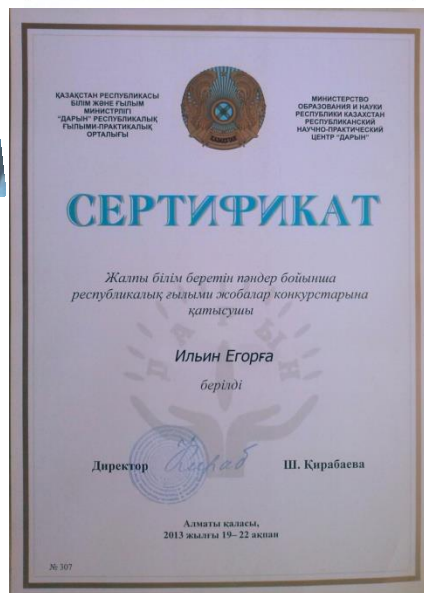 ҚАЗАҚСТАН РЕСПУБЛИКАСЫ
БІЛІМ ЖӘНЕ ҒЫЛЫМ
МИНИСТРЛІГІ
"ДАРЫН" РЕСПУБЛИКАЛЫҚ
ҒЫЛЫМИ-ПРАКТИКАЛЫҚ
ОРТАЛЫҒЫ
МИНИСТЕРСТВО
ОБРАЗОВАНИЯ И НАУКИ
РЕСПУБЛИКИ КАЗАХСТАН
РЕСПУБЛИКАНСКИЙ
НАУЧНО-ПРАКТИЧЕСКИЙ
ЦЕНТР "ДАРЫН"
СЕРТИФИКАТ
Жалпы білім беретін пәндер бойынша
республикалық ғылыми жобалар конкурстарына
қатысушы
ДАРЫН
Ильин Егорға
берілді
Директор
Ш. Қирабаева
Алматы қаласы,
2013 жылғы 19– 22 ақпан
№ 307